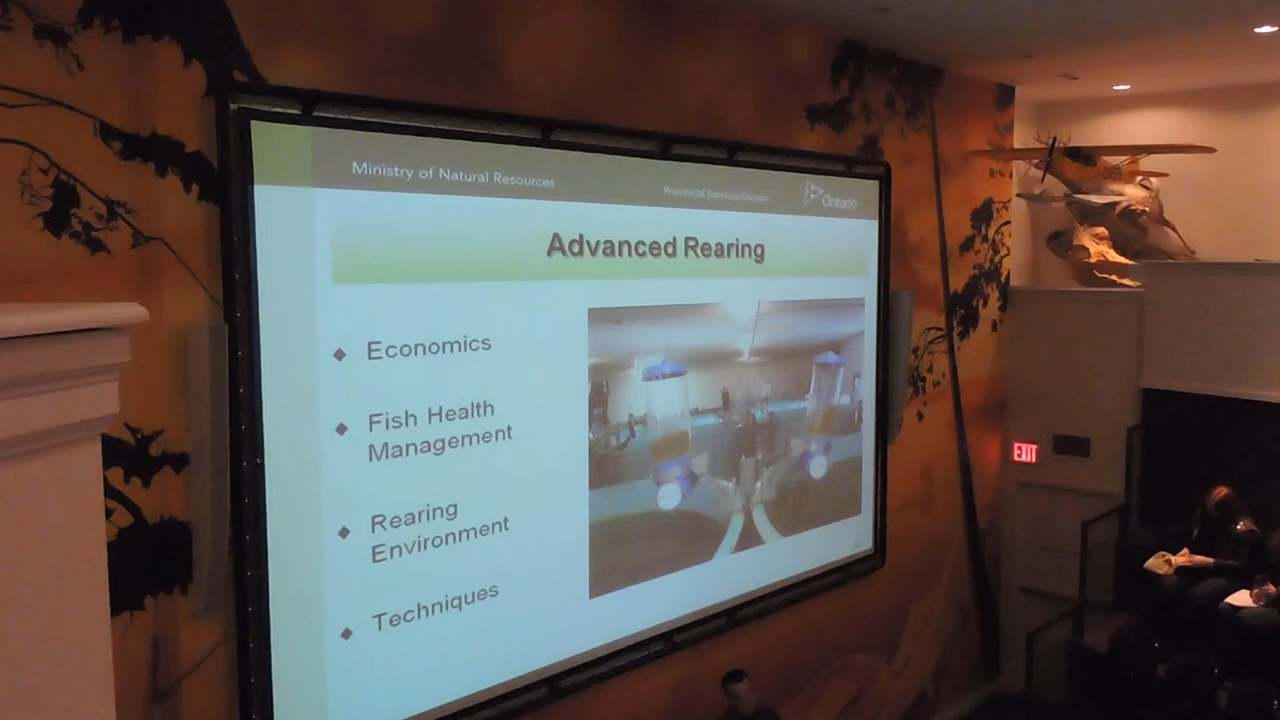 Ministry of Natural Resources
Provincial Services Division
Ontario
Advanced Rearing
Economics
Fish Health
Management
Rearing
Environment
Techniques
EXIT